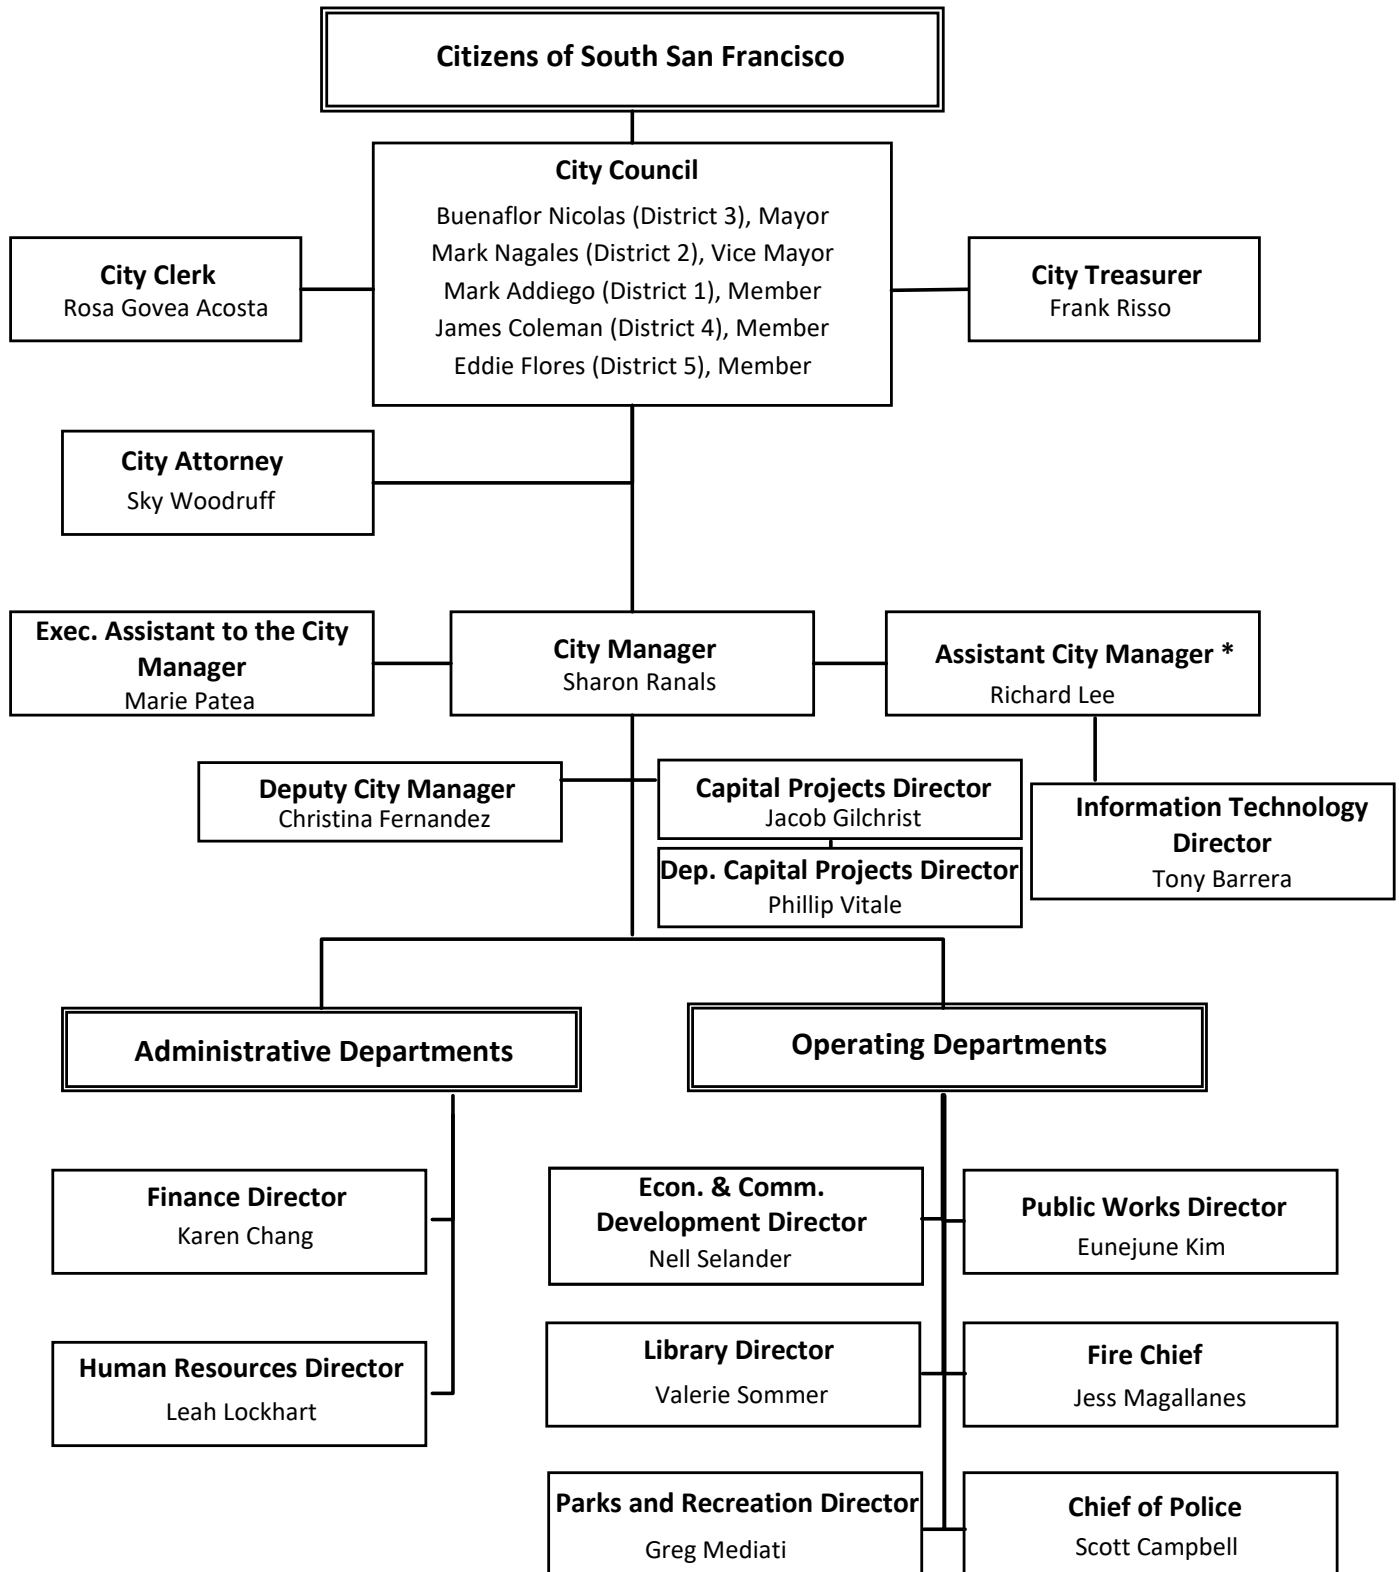 Citizens of South San Francisco
City Council
Buenaflor Nicolas (District 3), Mayor
Mark Nagales (District 2), Vice Mayor
Mark Addiego (District 1), Member
James Coleman (District 4), Member
Eddie Flores (District 5), Member
City Clerk
Rosa Govea Acosta
City Treasurer
Frank Risso
City Attorney
Sky Woodruff
Exec. Assistant to the City
Manager
Marie Patea
City Manager
Sharon Ranals
Assistant City Manager *
Richard Lee
Deputy City Manager
Christina Fernandez
Capital Projects Director
Jacob Gilchrist
Dep. Capital Projects Director
Phillip Vitale
Information Technology
Director
Tony Barrera
Administrative Departments
Operating Departments
Finance Director
Karen Chang
Human Resources Director
Leah Lockhart
Econ. & Comm.
Development Director
Nell Selander
Public Works Director
Eunejune Kim
Library Director
Valerie Sommer
Fire Chief
Jess Magallanes
Parks and Recreation Director
Greg Mediati
Chief of Police
Scott Campbell